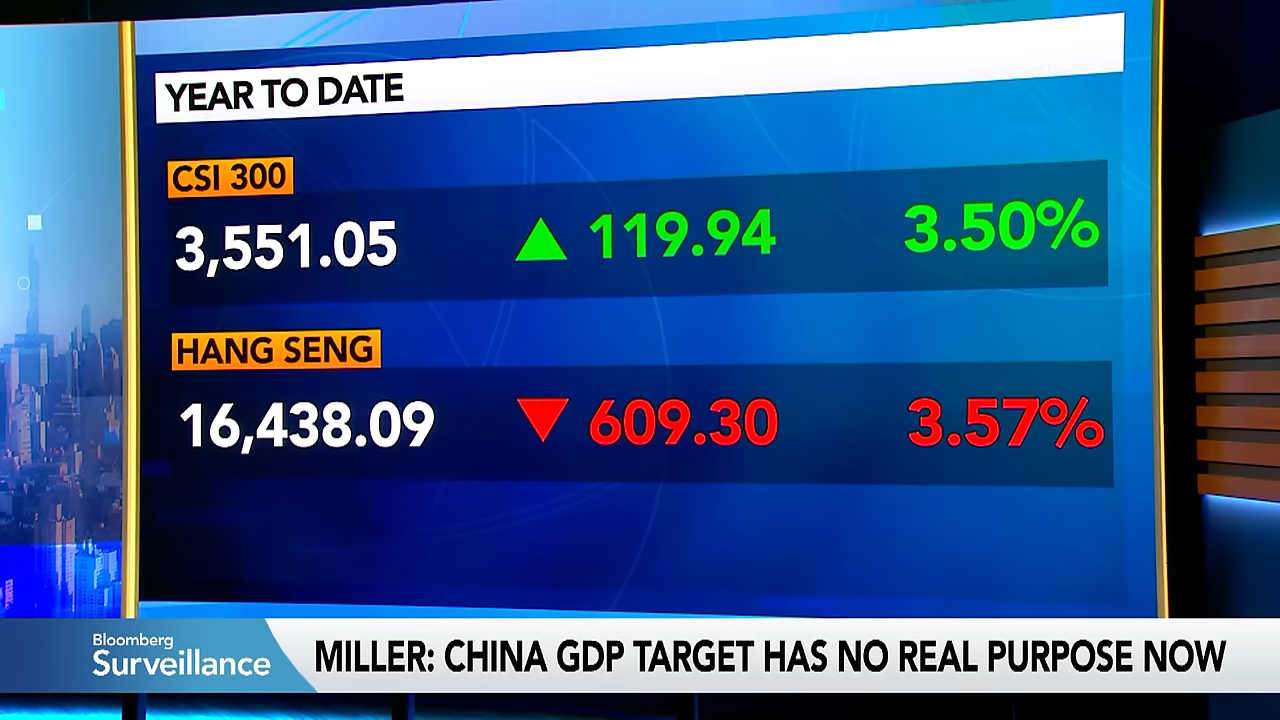 YEAR TO DATE
CSI 300
3,551.05 ▲ 119.94 3.50%
HANG SENG
16,438.09 ▼ 609.30 3.57%
Bloomberg
Surveillance
MILLER: CHINA GDP TARGET HAS NO REAL PURPOSE NOW